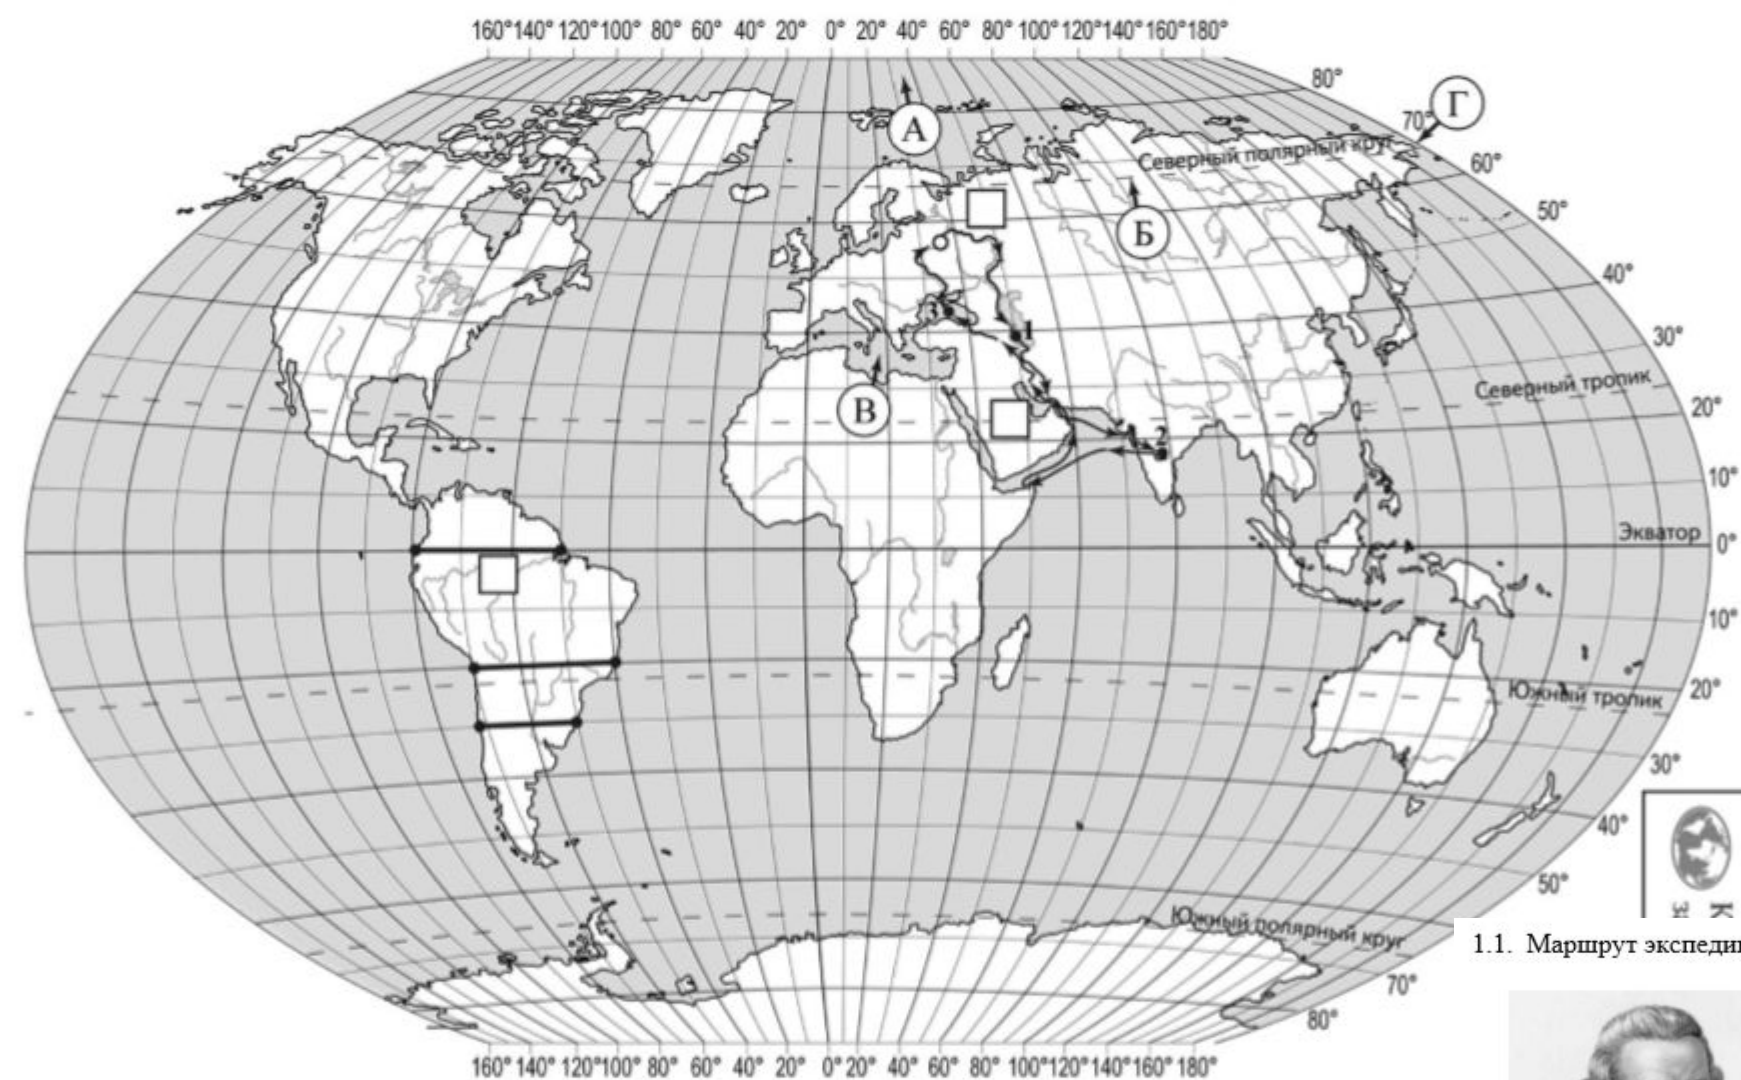 160° 140° 120° 100° 80° 60° 40° 20° 0° 20° 40° 60° 80° 100° 120° 140° 160° 180°
80°
Г
70°
А
Северный полярный круг
60°
50°
Б
40°
3
1
30°
Северный тропик
В
20°
2
10°
Экватор
0°
10°
20°
Южный тропик
30°
40°
50°
Южный полярный круг
1.1. Маршрут экспеди
70°
80°
160° 140° 120° 100° 80° 60° 40° 20° 0° 20° 40° 60° 80° 100° 120° 140° 160° 180°